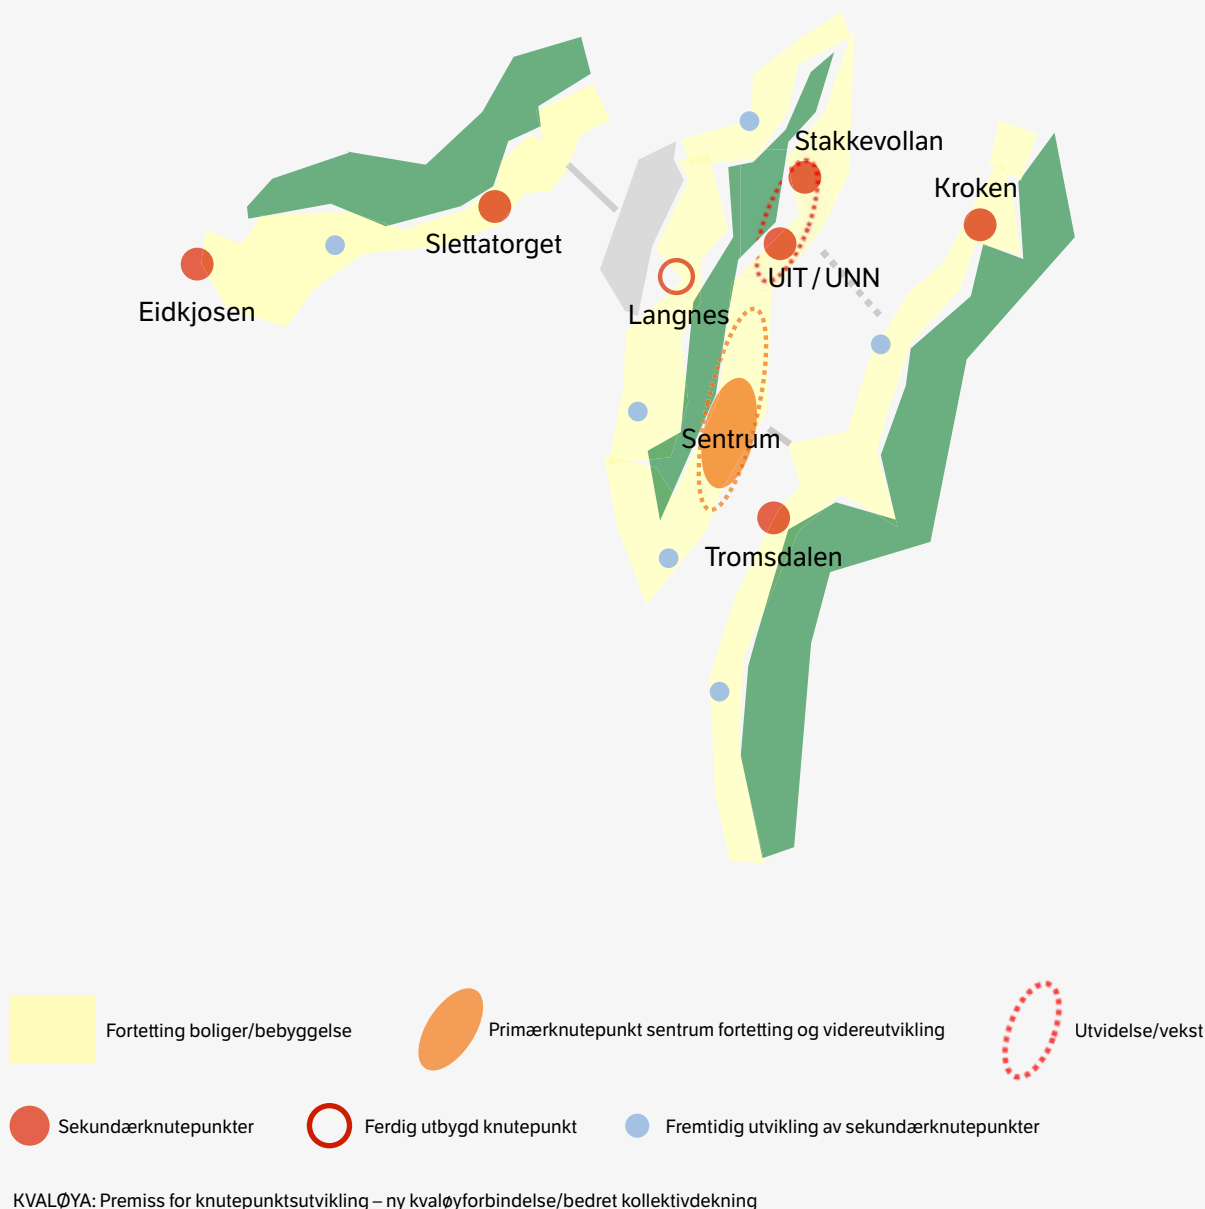 Stakkevollan
Kroken
Slettatorget
UIT / UNN
Eidkjosen
Langnes
Sentrum
Tromsdalen
Fortetting boliger/bebyggelse
Primærknutepunkt sentrum fortetting og videreutvikling
Utvidelse/vekst
Sekundærknutepunkter
Ferdig utbygd knutepunkt
Fremtidig utvikling av sekundærknutepunkter
KVALØYA: Premiss for knutepunktsutvikling – ny kvaløyforbindelse/bedret kollektivdekning